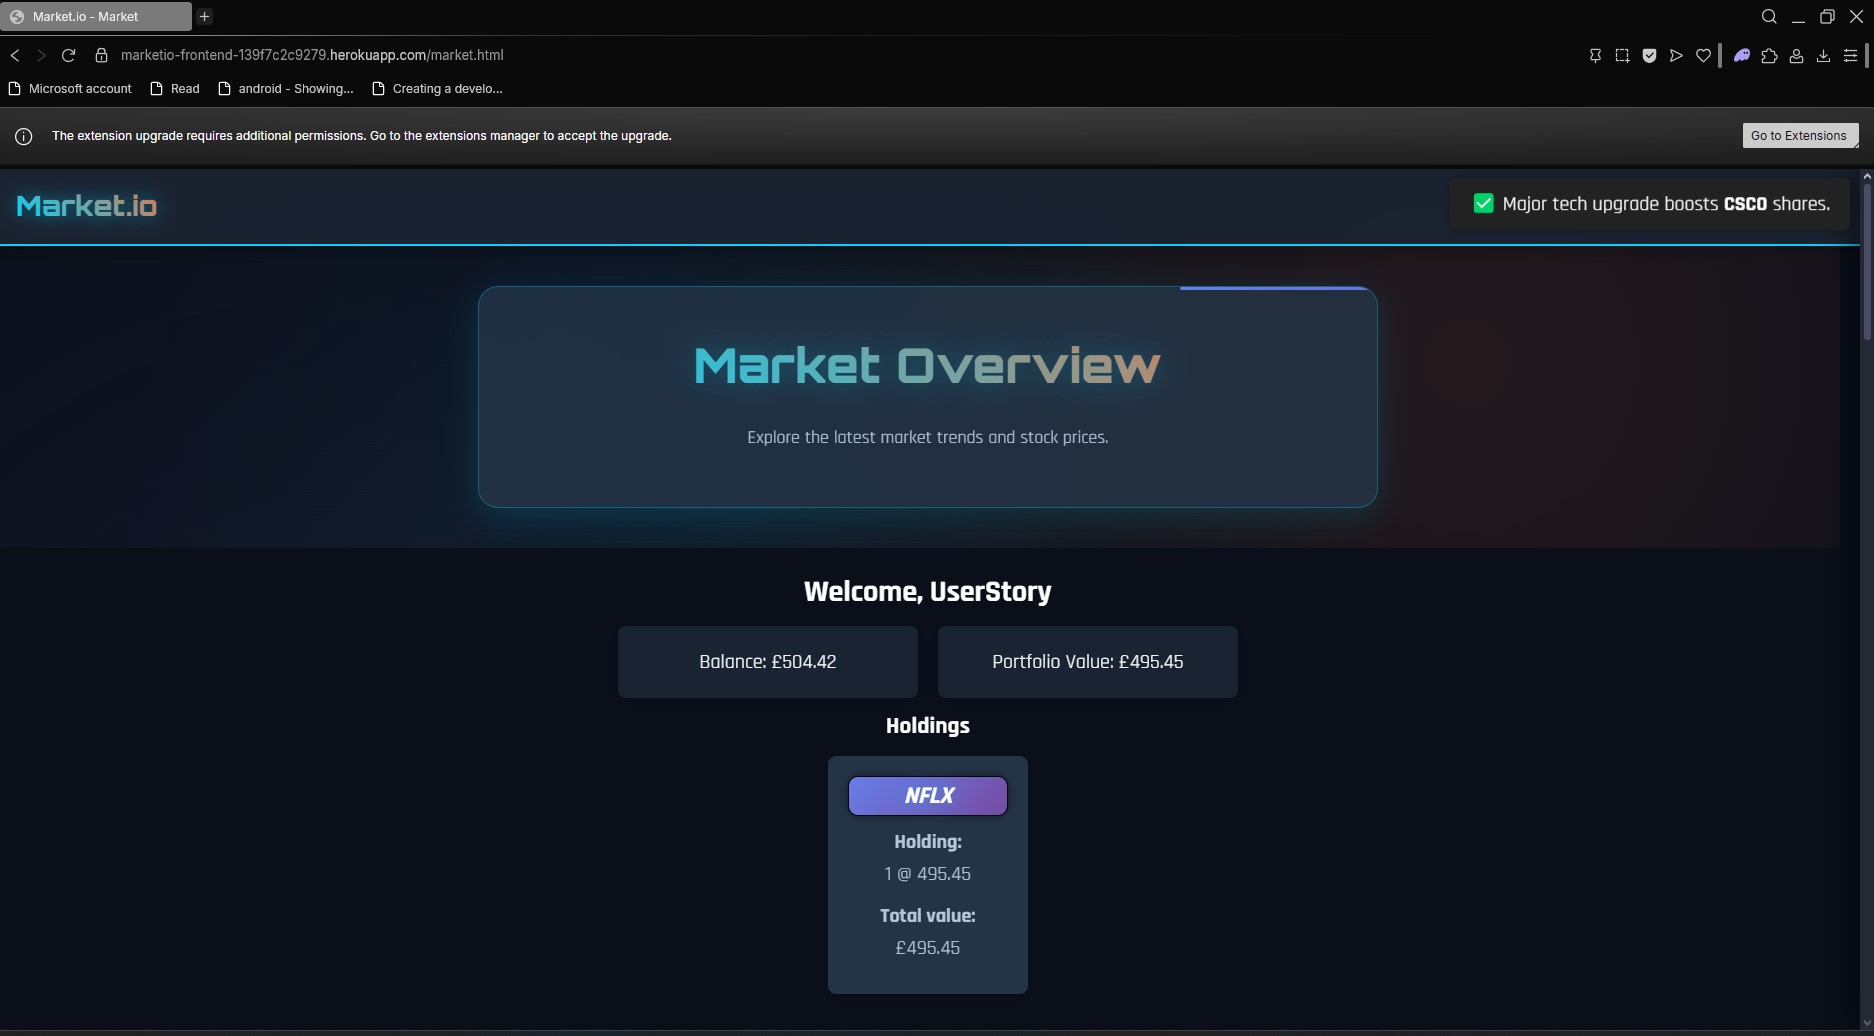 Market.io - Market
marketio-frontend-139f7c2c9279.herokuapp.com/market.html
Microsoft account
Read
android - Showing...
Creating a develo...
The extension upgrade requires additional permissions. Go to the extensions manager to accept the upgrade.
Go to Extensions
Market.io
Major tech upgrade boosts CSCO shares.
Market Overview
Explore the latest market trends and stock prices.
Welcome, UserStory
Balance: £504.42
Portfolio Value: £495.45
Holdings
NFLX
Holding:
1 @ 495.45
Total value:
£495.45